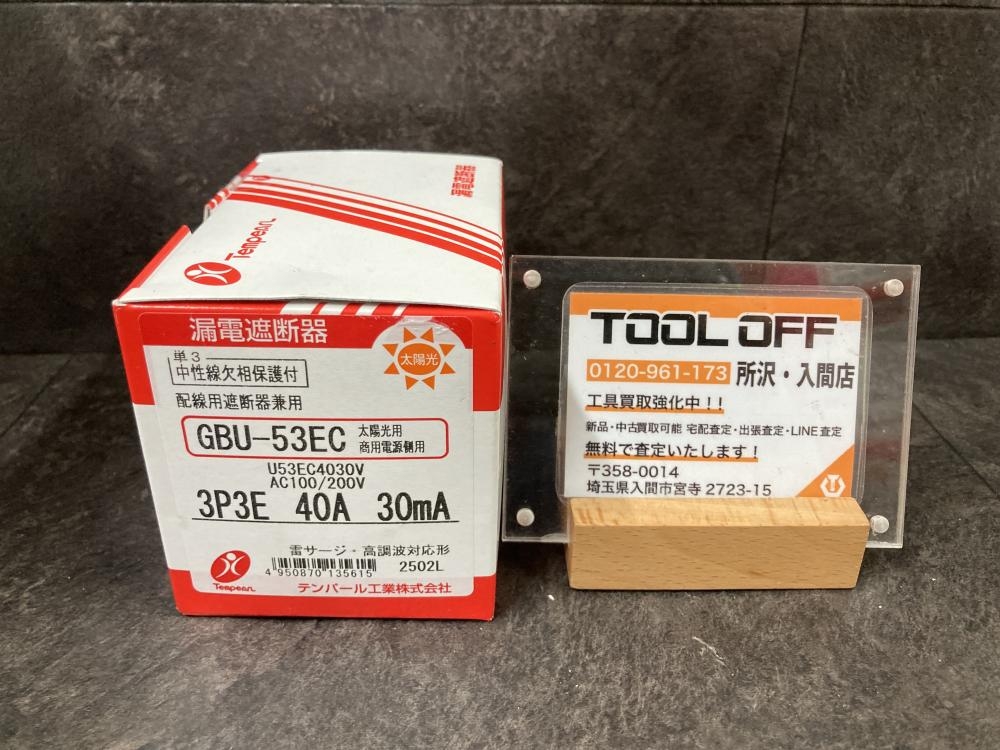 漏電遮断器
Tempearl
漏電遮断器
太陽光
単3
中性線欠相保護付
配線用遮断器兼用
GBU-53EC 太陽光用
商用電源側用
U53EC4030V
AC100/200V
3P3E 40A 30mA
雷サージ・高調波対応形
4 950870 135615 2502L
Tempearl テンパール工業株式会社
TOOL OFF
0120-961-173 所沢・入間店
工具買取強化中!!
新品・中古買取可能 宅配査定・出張査定・LINE査定
無料で査定いたします!
〒358-0014
埼玉県入間市宮寺 2723-15